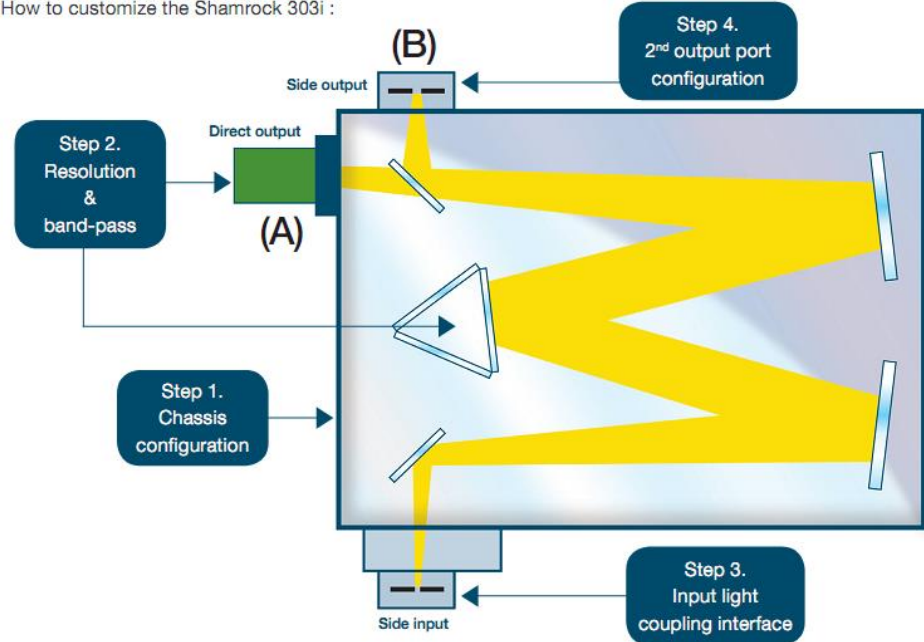 How to customize the Shamrock 303i :
(B)
Step 4.
2nd output port
configuration
Side output
Direct output
Step 2.
Resolution
&
band-pass
(A)
Step 1.
Chassis
configuration
Step 3.
Input light
coupling interface
Side input